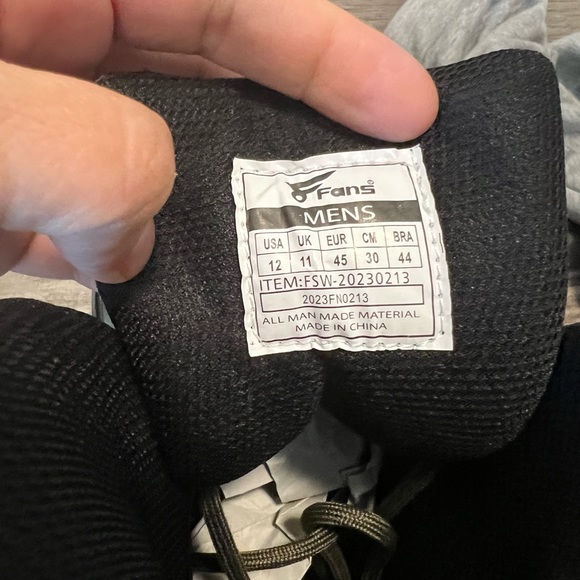 Fans®
MENS
USA UK EUR CM BRA
12 11 45 30 44
ITEM:FSW-20230213
2023FN0213
ALL MAN MADE MATERIAL
MADE IN CHINA